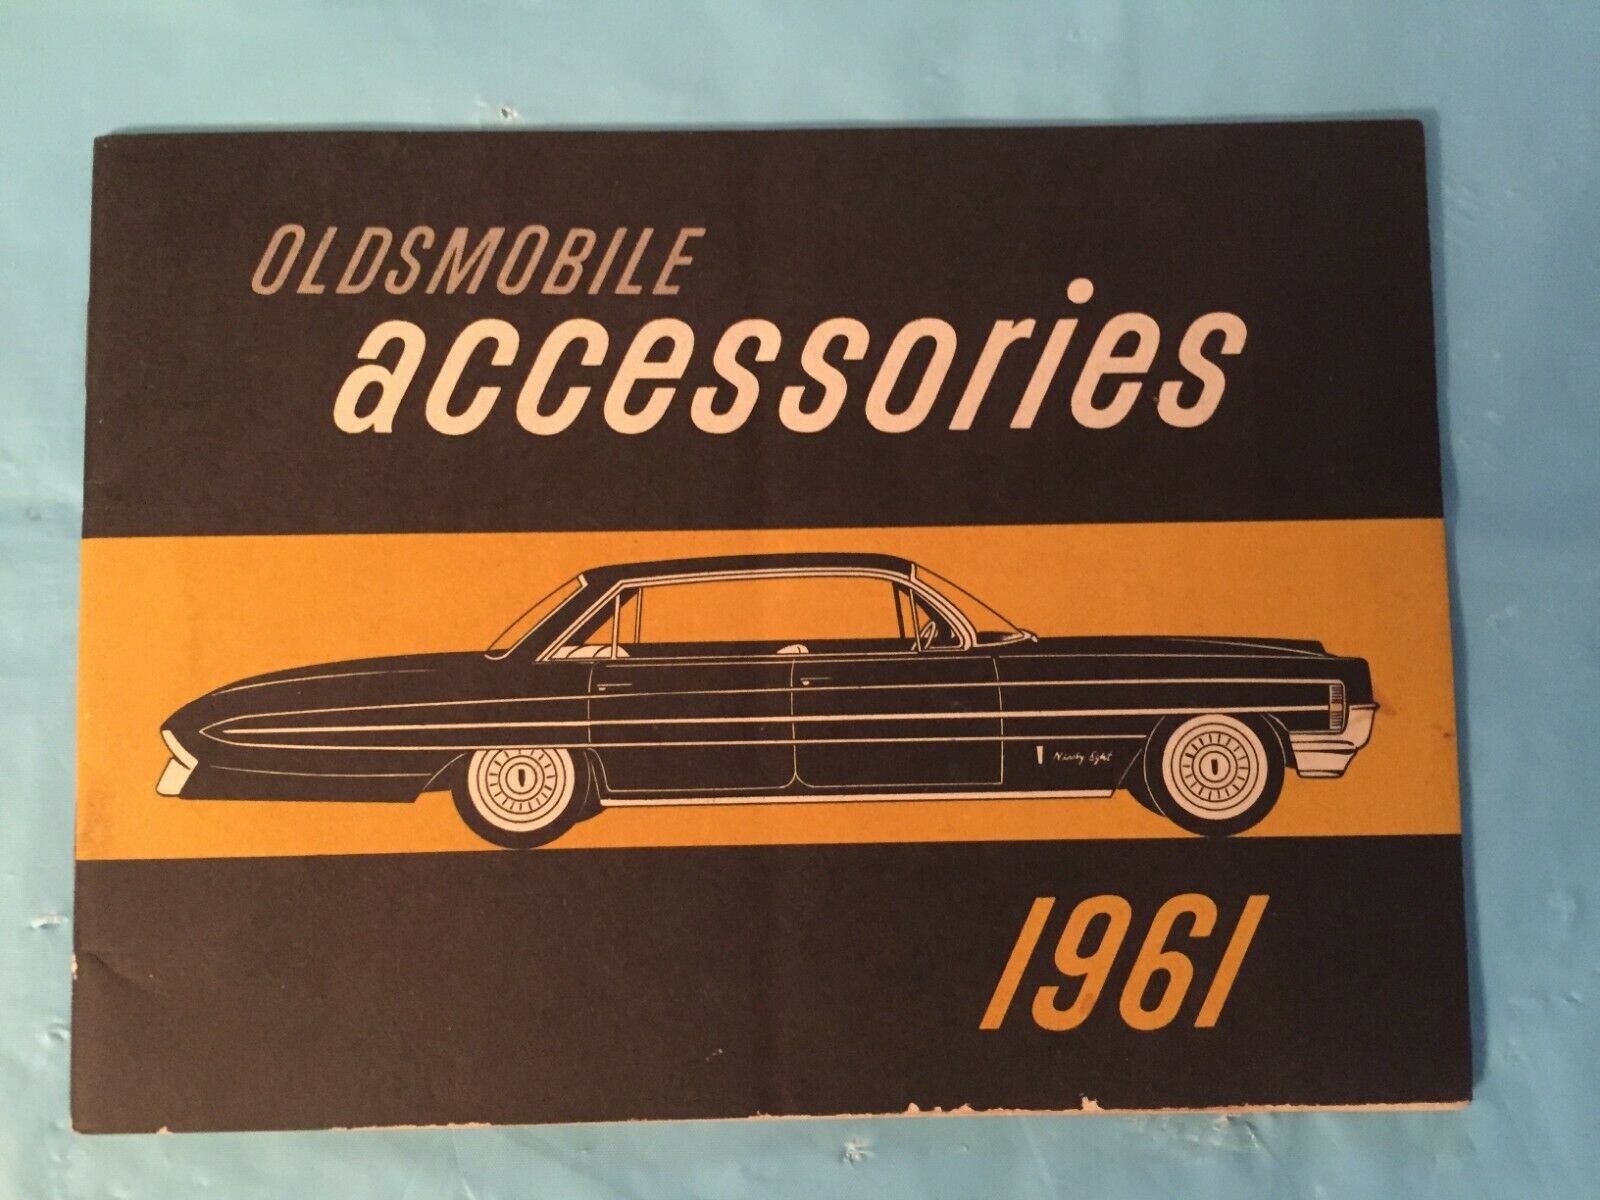 OLDSMOBILE
accessories
Ninety Eight
1961